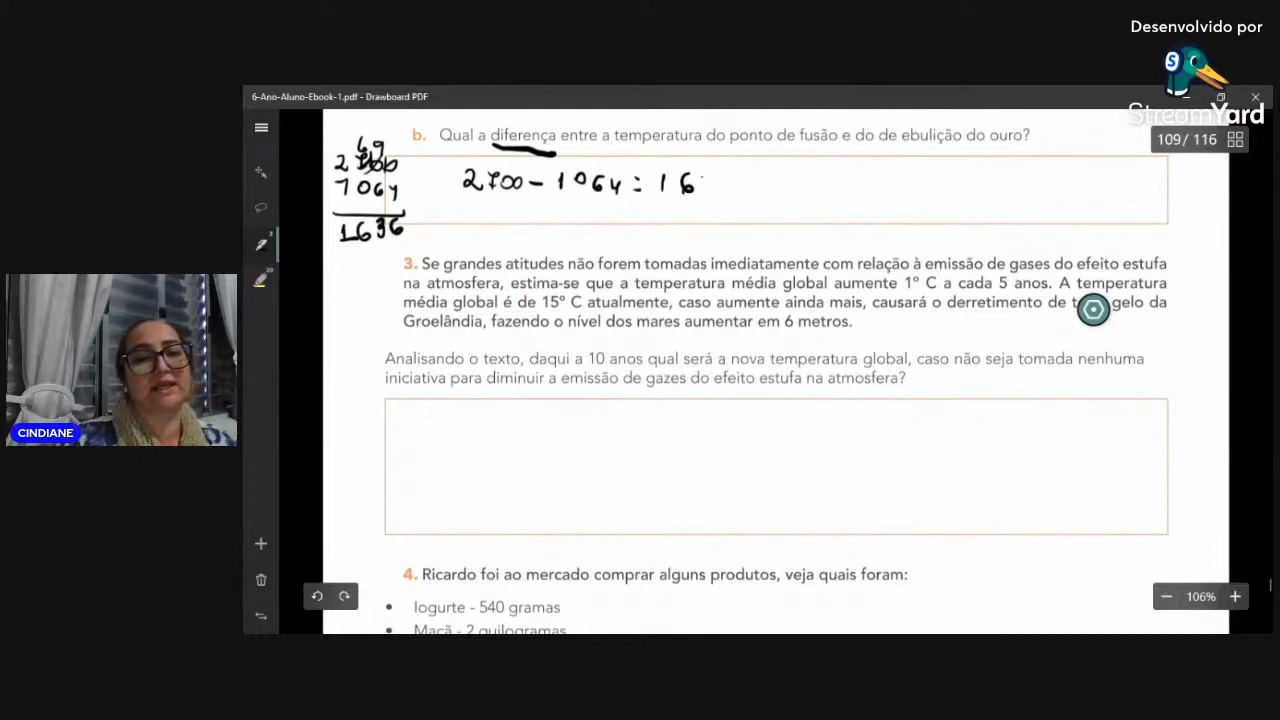 Desenvolvido por
S
StreamYard
6-Ano-Aluno-Ebook-1.pdf - Drawboard PDF
109 / 116
b. Qual a diferença entre a temperatura do ponto de fusão e do de ebulição do ouro?
6 9
2700
1064
1636
2700 - 1064 = 16
3. Se grandes atitudes não forem tomadas imediatamente com relação à emissão de gases do efeito estufa
na atmosfera, estima-se que a temperatura média global aumente 1º C a cada 5 anos. A temperatura
média global é de 15º C atualmente, caso aumente ainda mais, causará o derretimento de gelo da
Groelândia, fazendo o nível dos mares aumentar em 6 metros.
Analisando o texto, daqui a 10 anos qual será a nova temperatura global, caso não seja tomada nenhuma
iniciativa para diminuir a emissão de gazes do efeito estufa na atmosfera?
CINDIANE
4. Ricardo foi ao mercado comprar alguns produtos, veja quais foram:
• Iogurte - 540 gramas
• Maçã - 2 quilogramas
106%